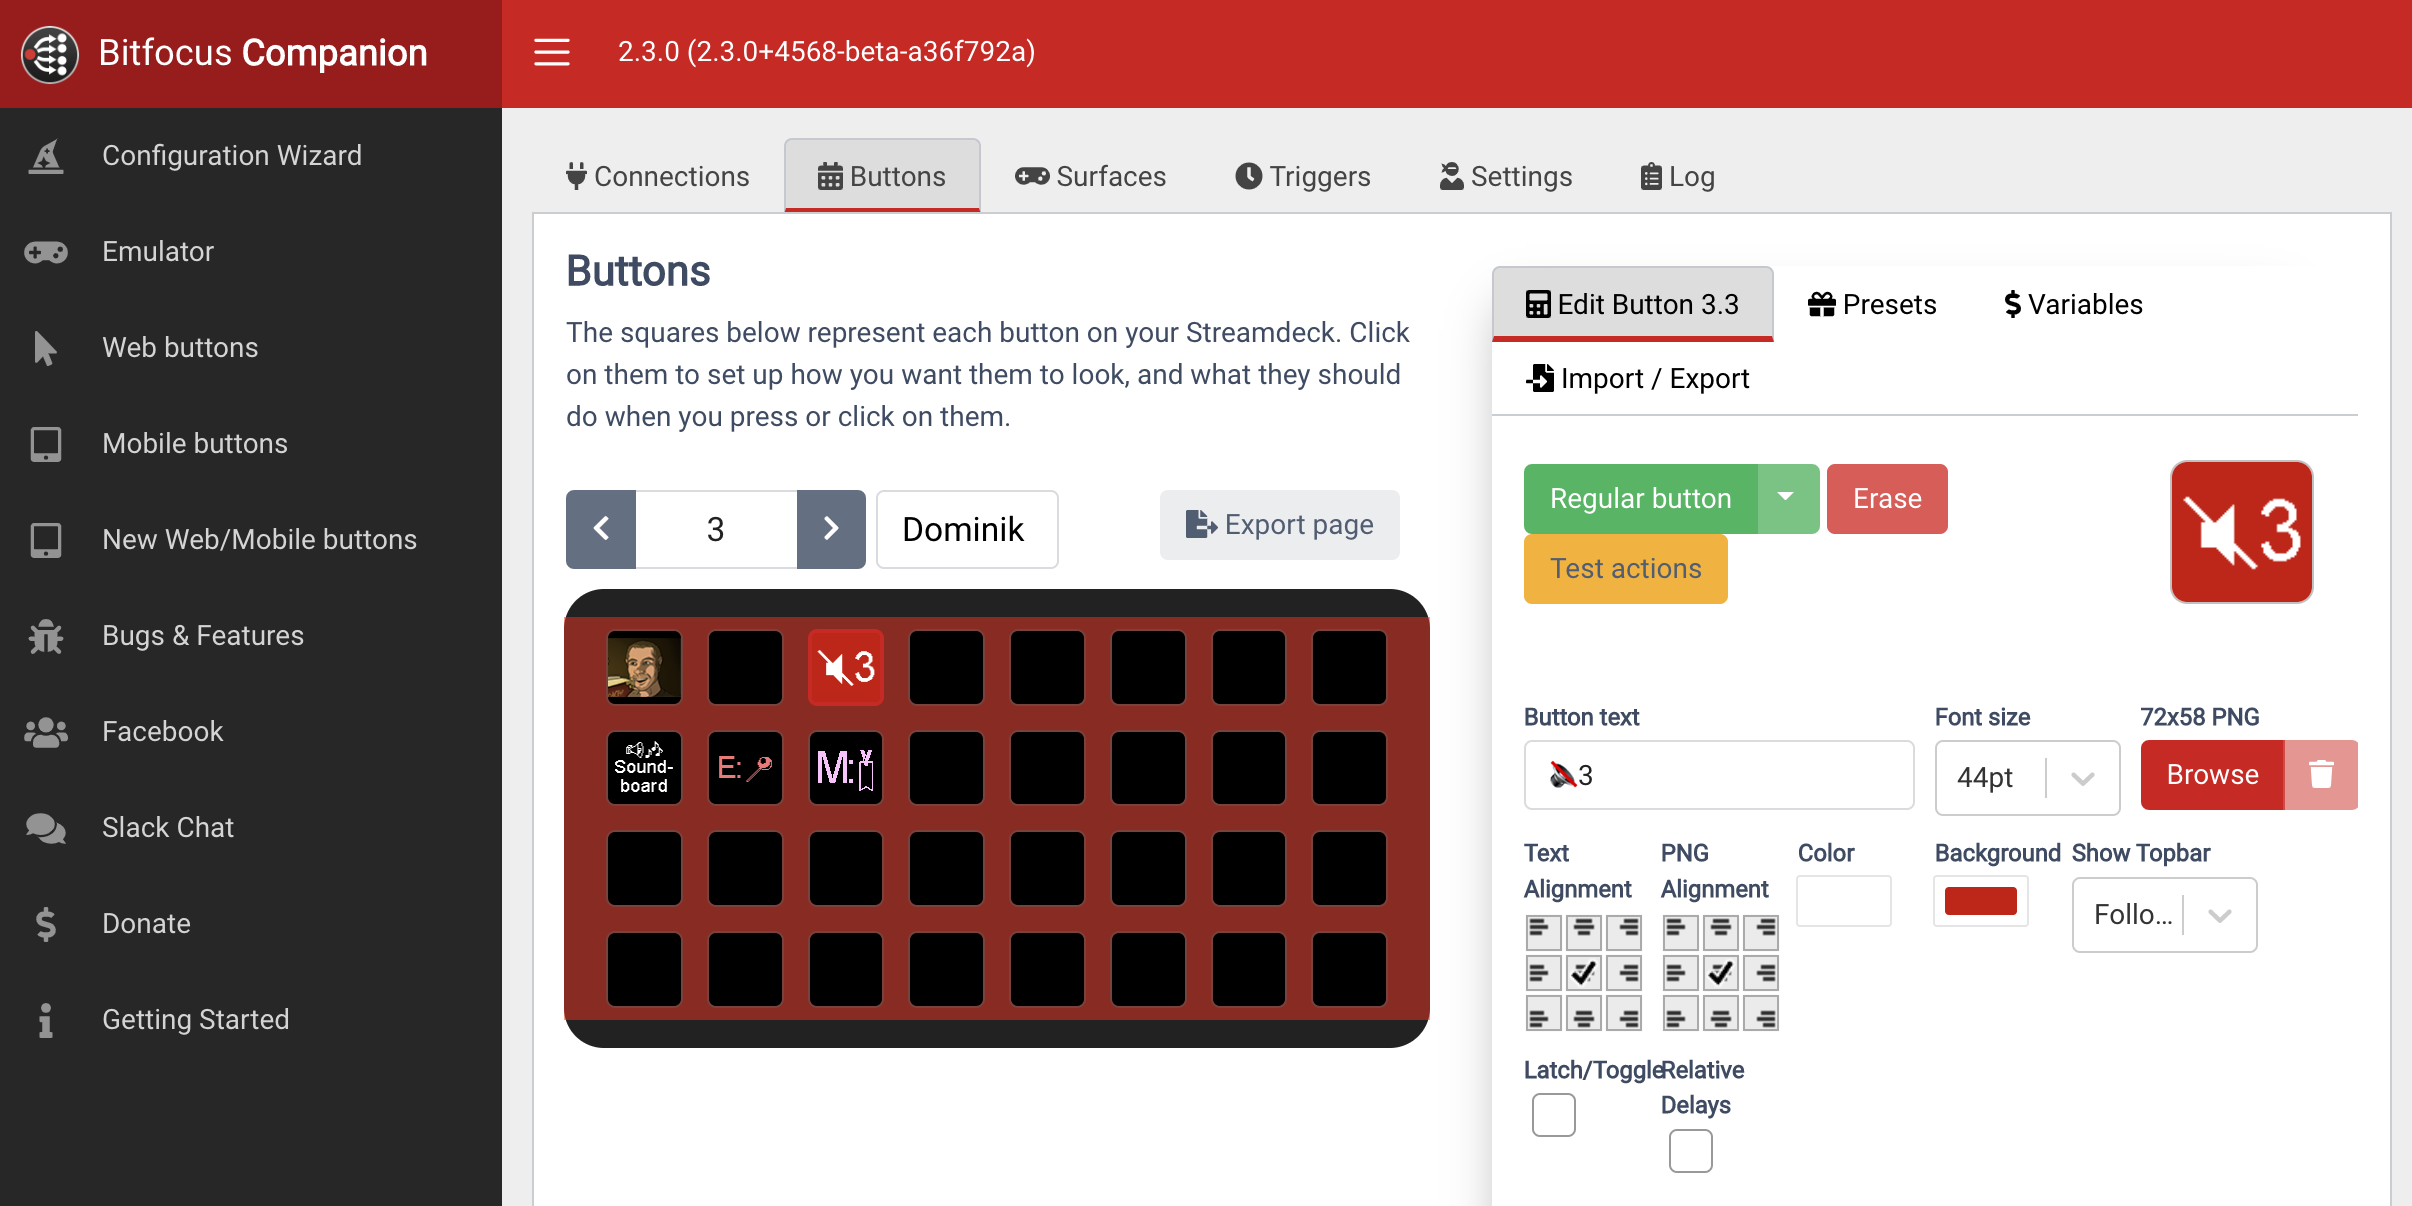 Bitfocus Companion
2.3.0 (2.3.0+4568-beta-a36f792a)
Configuration Wizard
Emulator
Web buttons
Mobile buttons
New Web/Mobile buttons
Bugs & Features
Facebook
Slack Chat
Donate
Getting Started
Connections
Buttons
Surfaces
Triggers
Settings
Log
Buttons
The squares below represent each button on your Streamdeck. Click
on them to set up how you want them to look, and what they should
do when you press or click on them.
3
Dominik
Export page
🔇3
🔊🎶
Sound-
board
E:
M:
Edit Button 3.3
Presets
Variables
Import / Export
Regular button
Erase
Test actions
🔇3
Button text
🔇3
Font size
44pt
72x58 PNG
Browse
Text
Alignment
PNG
Alignment
Color
Background
Show Topbar
Follo...
Latch/Toggle
Relative
Delays